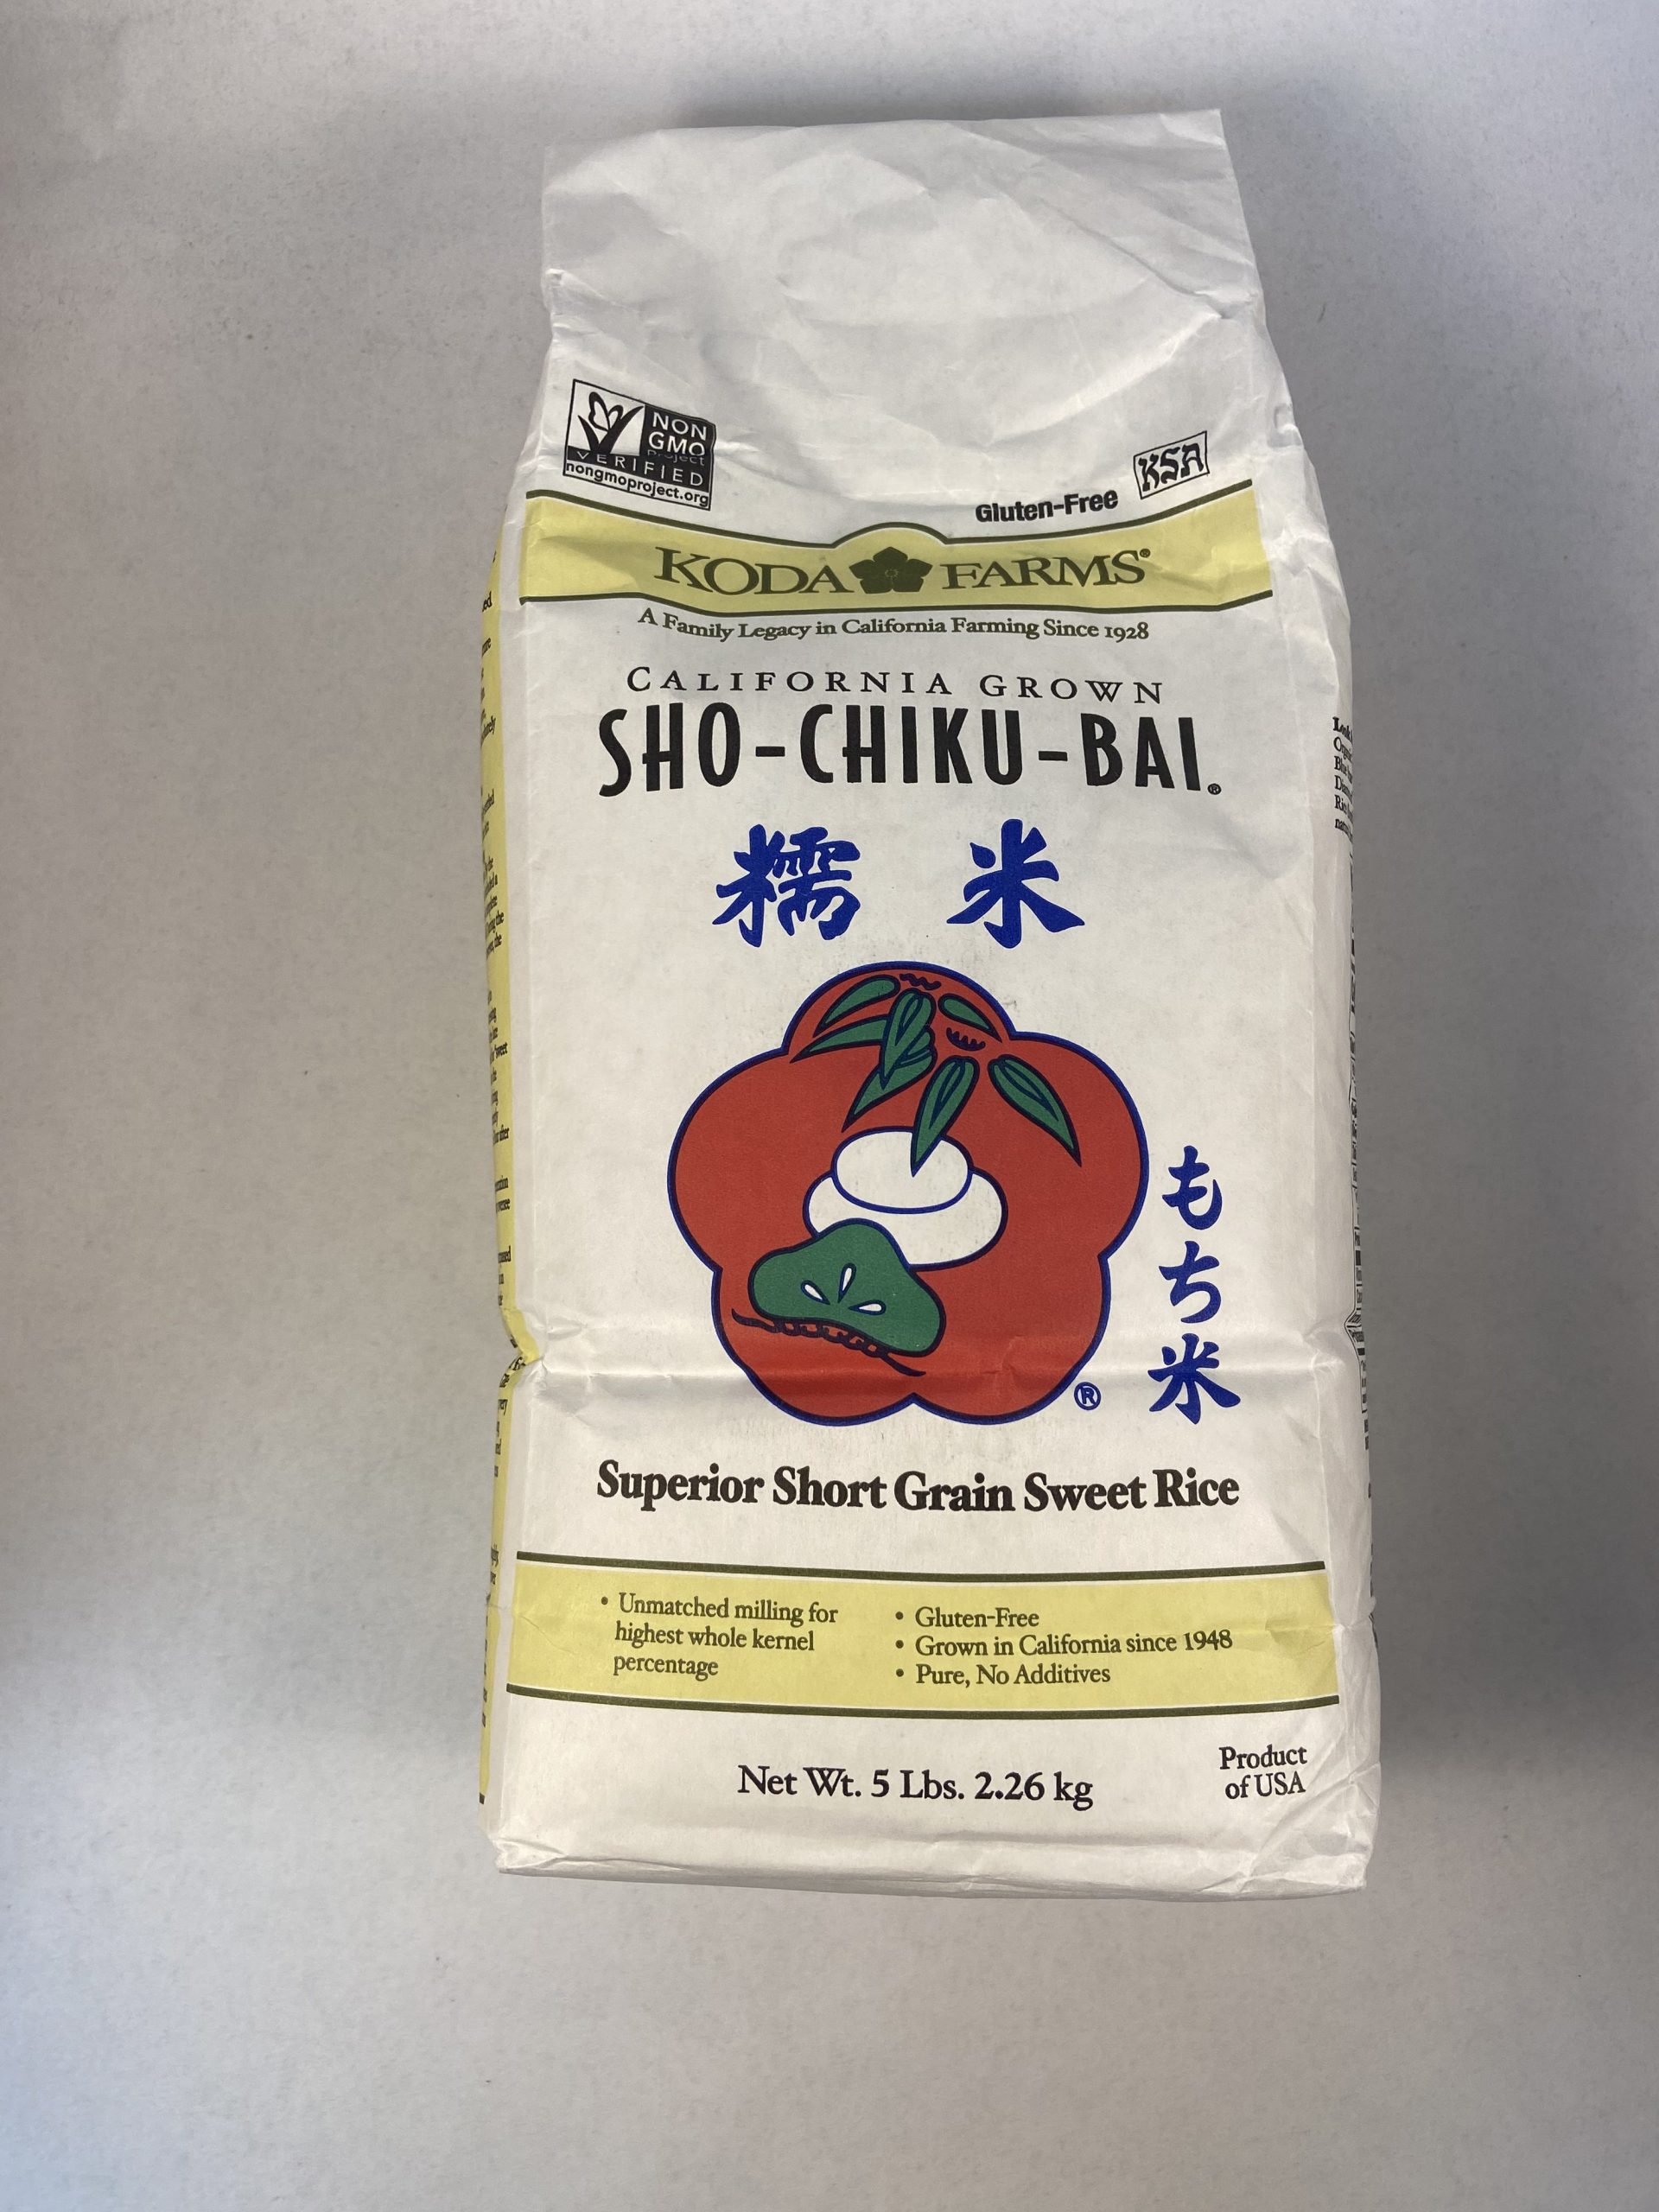 NON
GMO
Project
VERIFIED
nongmoproject.org
KSA
Gluten-Free
KODA FARMS®
A Family Legacy in California Farming Since 1928
CALIFORNIA GROWN
SHO-CHIKU-BAI®
糯米
もち米
®
Superior Short Grain Sweet Rice
• Unmatched milling for
highest whole kernel
percentage
• Gluten-Free
• Grown in California since 1948
• Pure, No Additives
Net Wt. 5 Lbs. 2.26 kg
Product
of USA